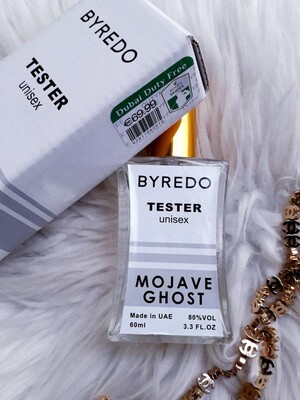 BYREDO
TESTER
unisex
Dubai Duty Free
€69.99
BYREDO
TESTER
unisex
MOJAVE
GHOST
Made in UAE 80%VOL
60ml 3.3 FL.OZ